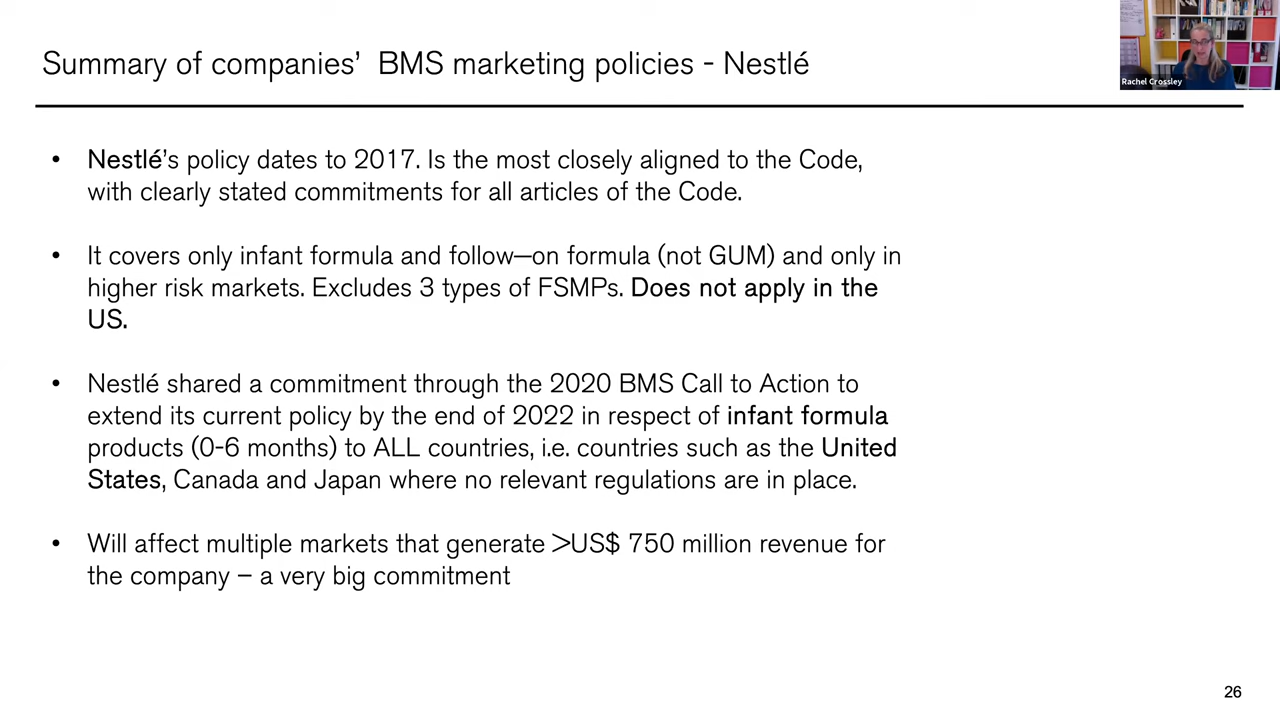 Summary of companies’ BMS marketing policies - Nestlé
Rachel Crossley
• Nestlé’s policy dates to 2017. Is the most closely aligned to the Code,
with clearly stated commitments for all articles of the Code.
• It covers only infant formula and follow—on formula (not GUM) and only in
higher risk markets. Excludes 3 types of FSMPs. Does not apply in the
US.
• Nestlé shared a commitment through the 2020 BMS Call to Action to
extend its current policy by the end of 2022 in respect of infant formula
products (0-6 months) to ALL countries, i.e. countries such as the United
States, Canada and Japan where no relevant regulations are in place.
• Will affect multiple markets that generate >US$ 750 million revenue for
the company – a very big commitment
26